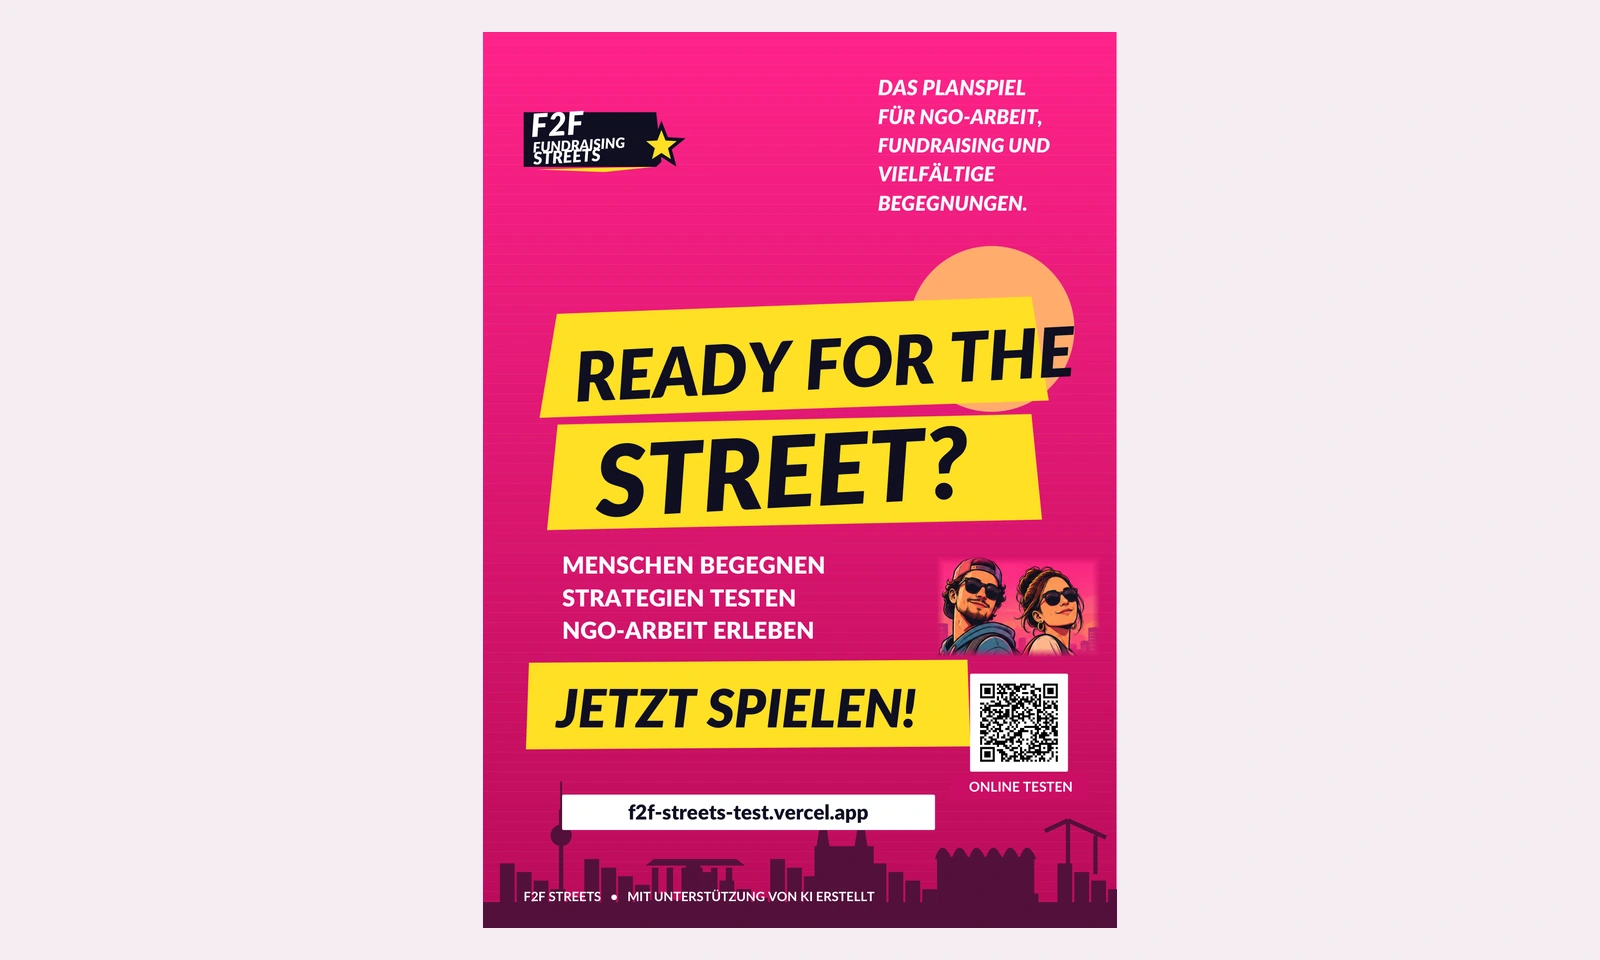 F2F
FUNDRAISING
STREETS
DAS PLANSPIEL
FÜR NGO-ARBEIT,
FUNDRAISING UND
VIELFÄLTIGE
BEGEGNUNGEN.
READY FOR THE
STREET?
MENSCHEN BEGEGNEN
STRATEGIEN TESTEN
NGO-ARBEIT ERLEBEN
JETZT SPIELEN!
ONLINE TESTEN
f2f-streets-test.vercel.app
F2F STREETS • MIT UNTERSTÜTZUNG VON KI ERSTELLT